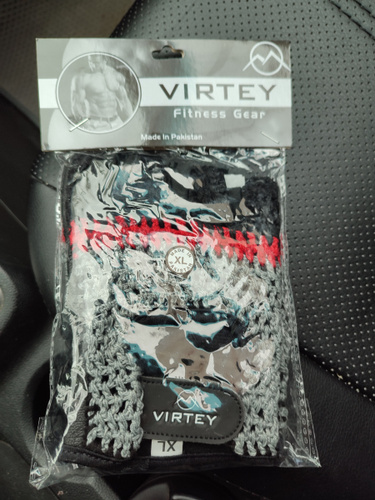 VIRTEY
Fitness Gear
Made in Pakistan
XL
VIRTEY
XL